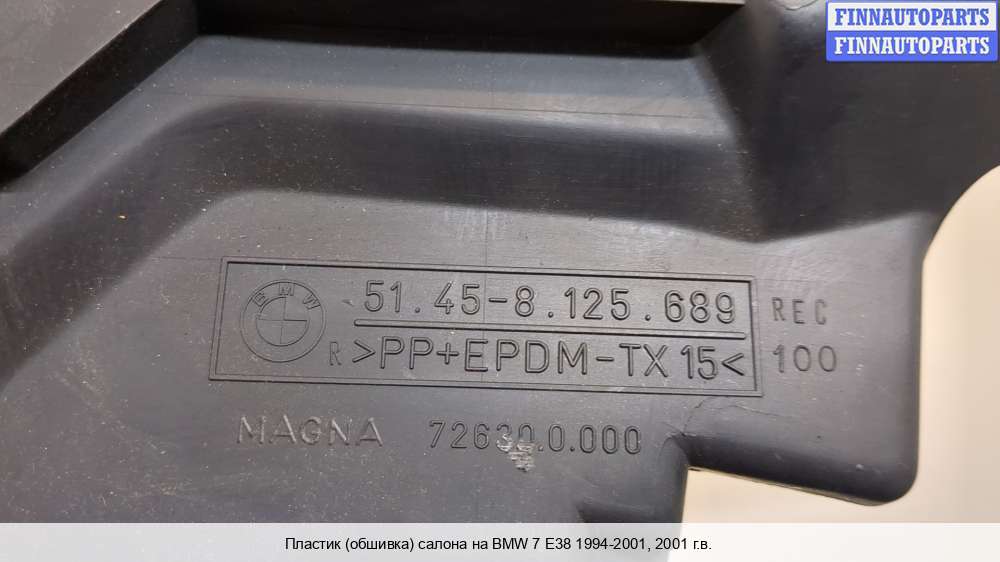 FINNAUTOPARTS
FINNAUTOPARTS
BMW
51.45-8.125.689
REC
R >PP+EPDM-TX 15<
100
MAGNA
Пластик (обшивка) салона на BMW 7 E38 1994-2001, 2001 г.в.